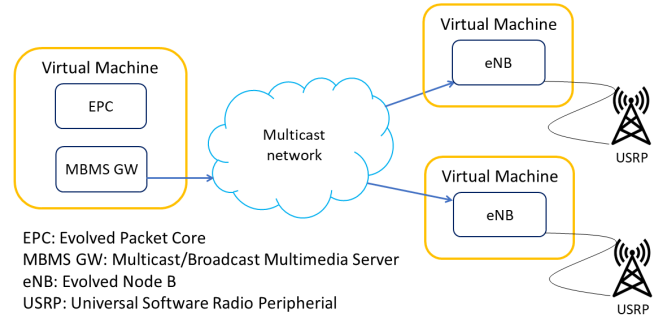 Virtual Machine
EPC
MBMS GW
Multicast
network
Virtual Machine
eNB
USRP
Virtual Machine
eNB
USRP
EPC: Evolved Packet Core
MBMS GW: Multicast/Broadcast Multimedia Server
eNB: Evolved Node B
USRP: Universal Software Radio Peripherial